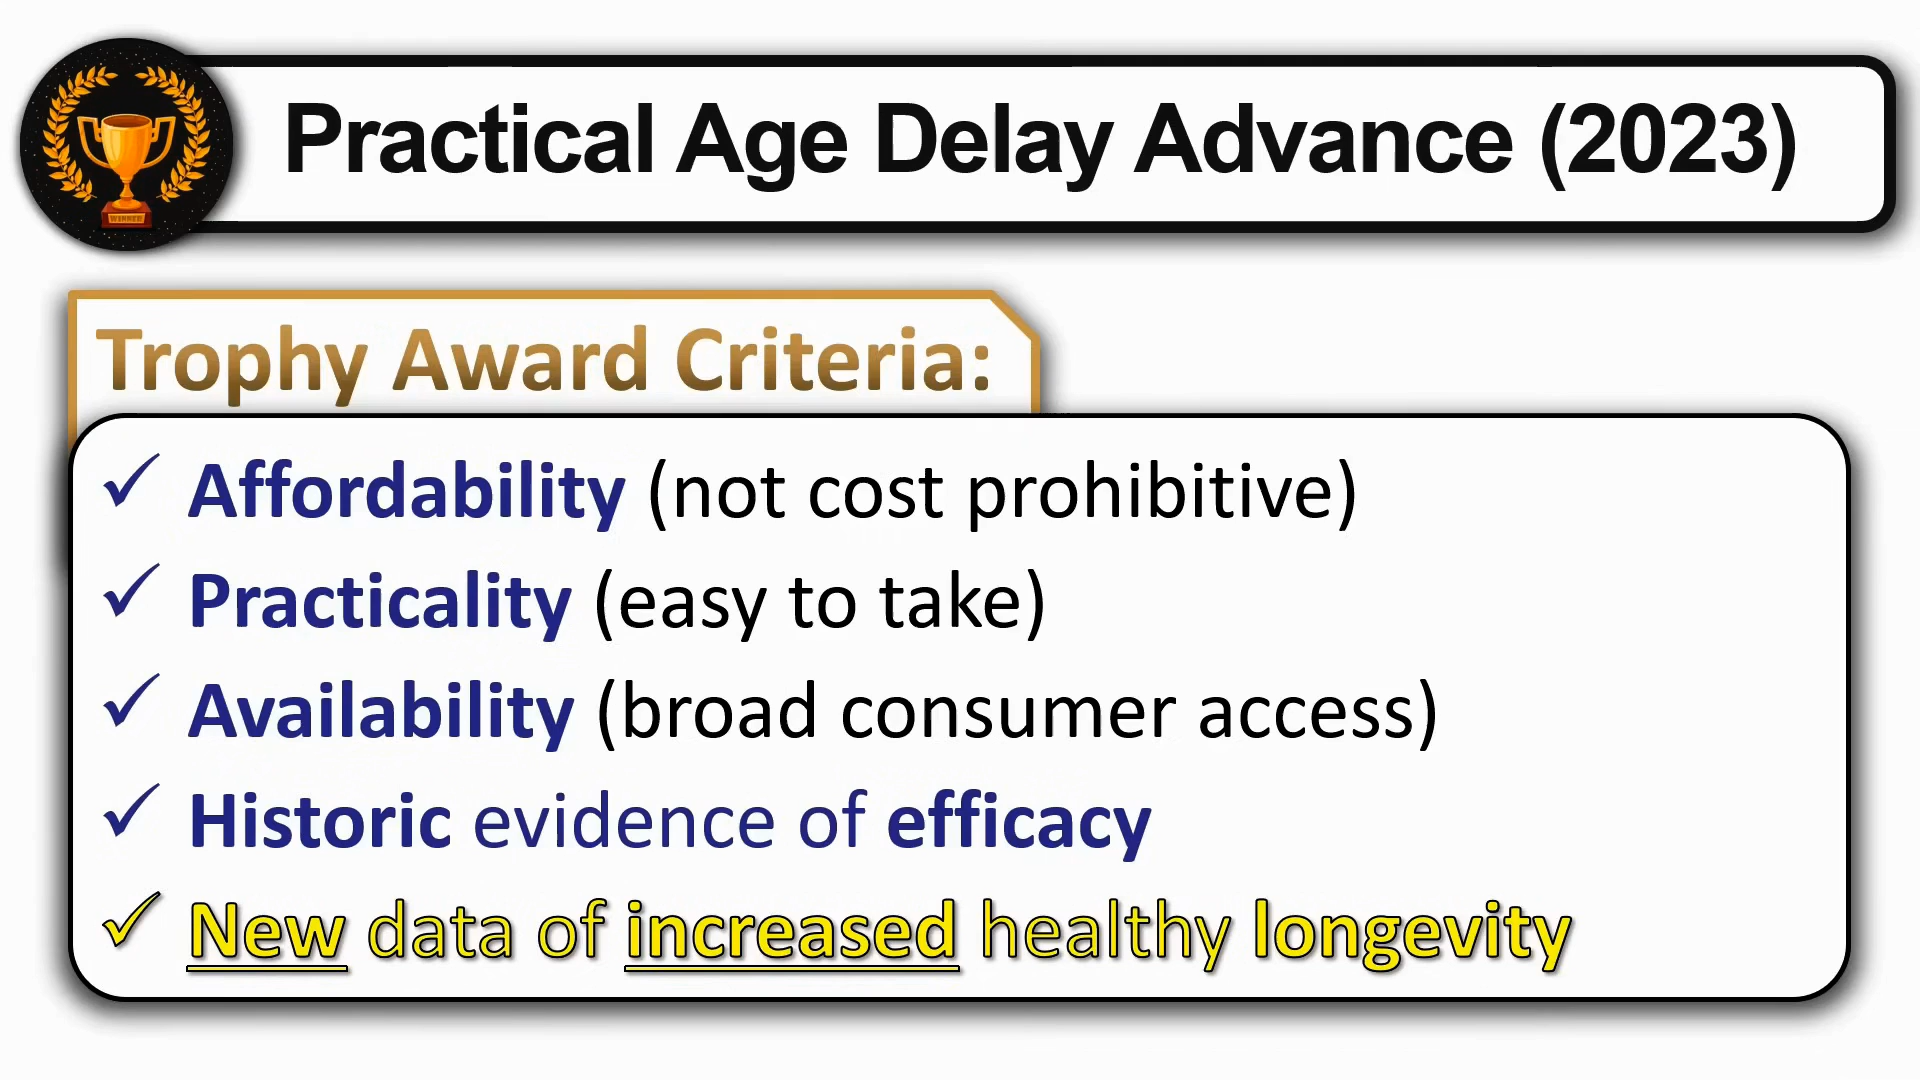 Practical Age Delay Advance (2023)
WINNER
Trophy Award Criteria:
✓ Affordability (not cost prohibitive)
✓ Practicality (easy to take)
✓ Availability (broad consumer access)
✓ Historic evidence of efficacy
✓ New data of increased healthy longevity